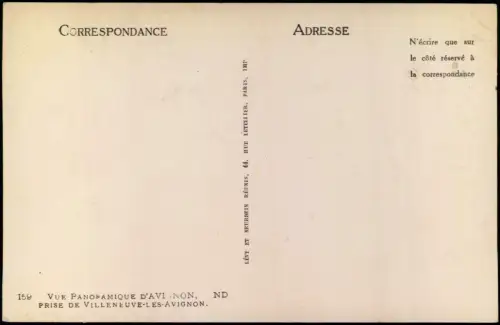 CORRESPONDANCE
ADRESSE
N'écrire que sur
le côté réservé à
la correspondance
LÉVY ET NEURDEIN RÉUNIS, 44, RUE LETELLIER, PARIS, IMP
159 VUE PANORAMIQUE D'AVIGNON, ND
PRISE DE VILLENEUVE-LES-AVIGNON.